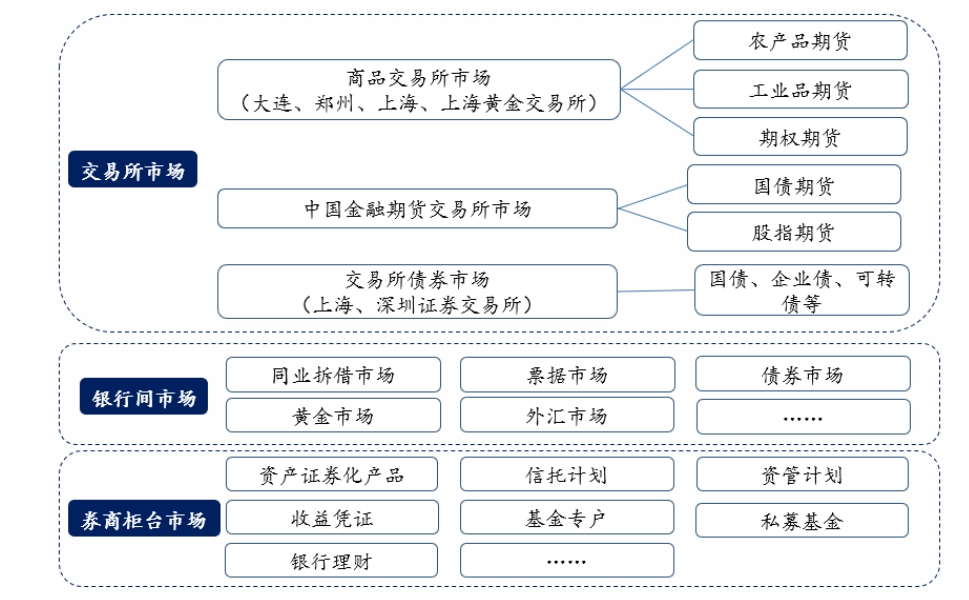 交易所市场
商品交易所市场
（大连、郑州、上海、上海黄金交易所）
农产品期货
工业品期货
期权期货
中国金融期货交易所市场
国债期货
股指期货
交易所债券市场
（上海、深圳证券交易所）
国债、企业债、可转
债等
银行间市场
同业拆借市场
票据市场
债券市场
黄金市场
外汇市场
……
券商柜台市场
资产证券化产品
信托计划
资管计划
收益凭证
基金专户
私募基金
银行理财
……